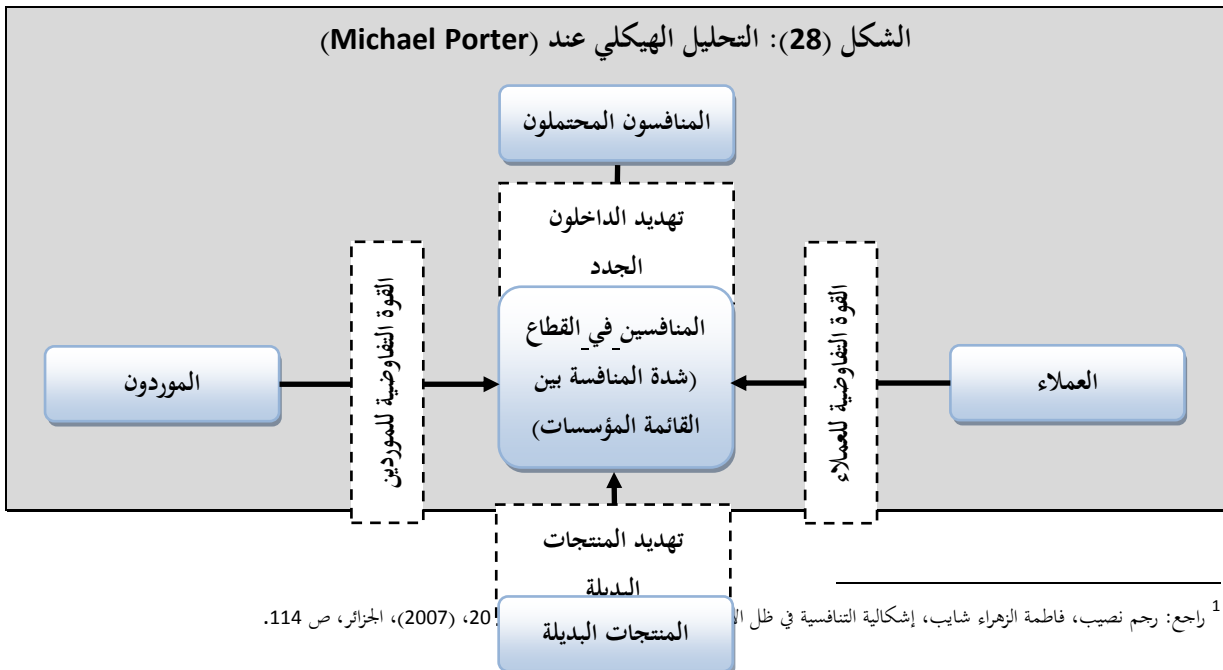 الشكل (28): التحليل الهيكلي عند (Michael Porter)
المنافسون المحتملون
تهديد الداخلون
الجدد
القوة التفاوضية للعملاء
القوة التفاوضية للموردين
المنافسين في القطاع
(شدة المنافسة بين
القائمة المؤسسات)
العملاء
الموردون
تهديد المنتجات
البديلة
المنتجات البديلة
1 راجع: رجم نصيب، فاطمة الزهراء شايب، إشكالية التنافسية في ظل 20، (2007)، الجزائر، ص 114.